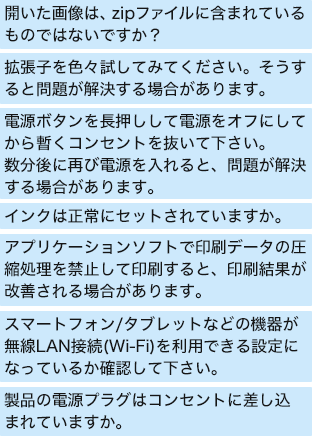 開いた画像は、zipファイルに含まれている
ものではないですか？
拡張子を色々試してみてください。そうす
ると問題が解決する場合があります。
電源ボタンを長押しして電源をオフにして
から暫くコンセントを抜いて下さい。
数分後に再び電源を入れると、問題が解決
する場合があります。
インクは正常にセットされていますか。
アプリケーションソフトで印刷データの圧
縮処理を禁止して印刷すると、印刷結果が
改善される場合があります。
スマートフォン/タブレットなどの機器が
無線LAN接続(Wi-Fi)を利用できる設定に
なっているか確認して下さい。
製品の電源プラグはコンセントに差し込
まれていますか。